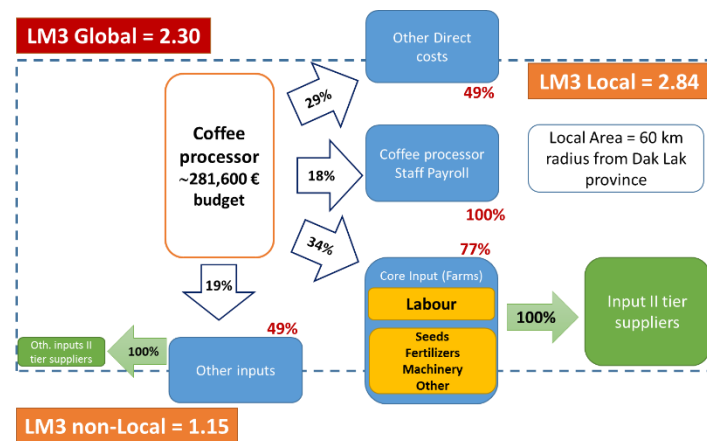 LM3 Global = 2.30
Other Direct
costs
49%
LM3 Local = 2.84
29%
Coffee
processor
~281,600 €
budget
Coffee processor
Staff Payroll
18%
100%
Local Area = 60 km
radius from Dak Lak
province
34%
77%
Core Input (Farms)
Labour
Seeds
Fertilizers
Machinery
Other
100%
Input II tier
suppliers
19%
49%
Other inputs
100%
Oth. inputs II
tier suppliers
LM3 non-Local = 1.15